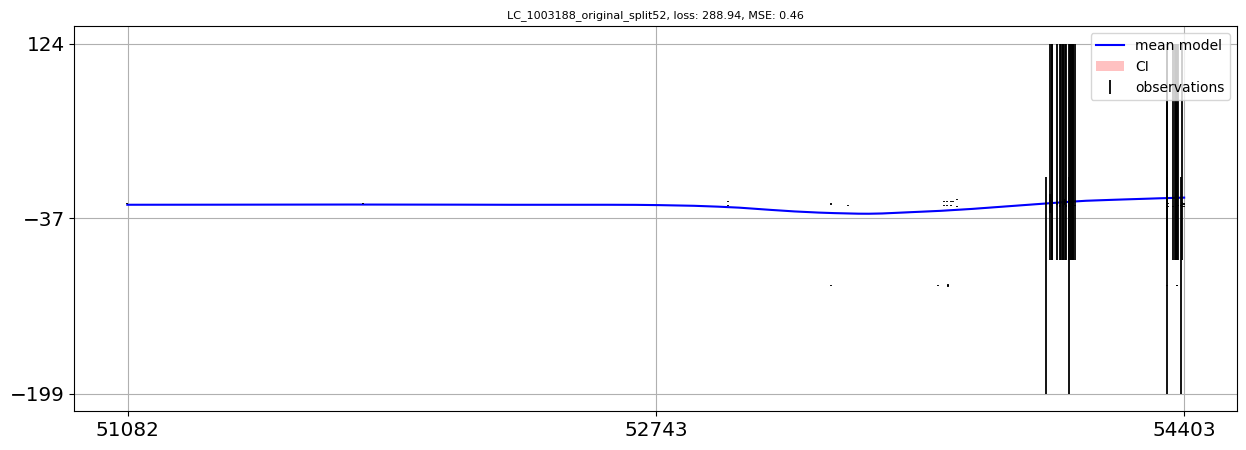 LC_1003188_original_split52, loss: 288.94, MSE: 0.46
124
−37
−199
51082
52743
54403
mean model
CI
observations